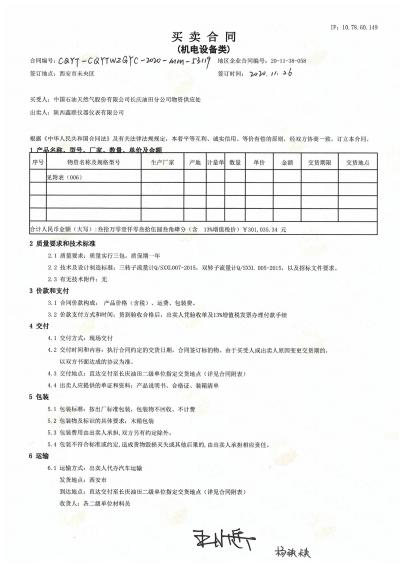 IP: 10.78.60.149
买 卖 合 同
(机电设备类)
合同编号: CQYT-CQYTWZGYC-2020-MM-5319 地区企业合同编号: 20-11-38-058
签订地点: 西安市未央区 签订时间: 2020.11.26
买受人: 中国石油天然气股份有限公司长庆油田分公司物资供应处
出卖人: 陕西鑫联仪器仪表有限公司
根据《中华人民共和国合同法》及有关法律法规规定, 本着平等互利、诚实信用、等价有偿的原则, 经双方协商一致, 订立本合同。
1 产品名称、型号、厂家、数量、单价及金额
序号 物资名称及规格型号 生产厂家 产地 计量单 数量 单价 金额 交货期限 交货地点
见附表 (006)
合计人民币金额 (大写): 叁拾万零壹仟零叁拾伍圆叁角肆分 (含 13%增值税价) ¥301,035.34 元
2 质量要求和技术标准
2.1 质量要求: 质量实行三包, 质保期一年
2.2 技术及设计制造标准: 三转子流量计Q/SXXL007-2015, 双转子流量计Q/SXXL 005-2015, 以及招标文件要求。
2.3 有无技术附件: 无
3 价款和支付
3.1 合同价款构成: 产品价格 (含税) 、运费、包装费。
3.2 价款支付方式和时间: 货到验收合格后, 出卖人凭验收单及13%增值税发票办理付款手续
4 交付
4.1 交付方式: 现场交付
4.2 交付时间和内容: 执行合同约定的交货日期, 合同签订标的物, 由于买受人或出卖人原因变更交货期的,
以双方书面达成的协议为准。
4.3 交付地点: 直达交付至长庆油田二级单位指定交货地点 (详见合同附表)
4.4 出卖人应提供的单证和资料: 产品说明书、合格证、装箱清单
5 包装
5.1 包装标准: 按出厂标准包装, 包装物不回收、不计费
5.2 包装物及标识的具体要求: 木箱包装
5.3 包装费用由出卖人承担, 双方另有约定除外。
5.4 包装不符合标准或约定, 造成货物毁损灭失或其他后果的, 由出卖人承担相应责任。
6 运输
6.1 运输方式: 出卖人代办汽车运输
发货地点: 西安市
到达地点: 直达交付至长庆油田二级单位指定交货地点 (详见合同附表)
收货人: 各二级单位材料员